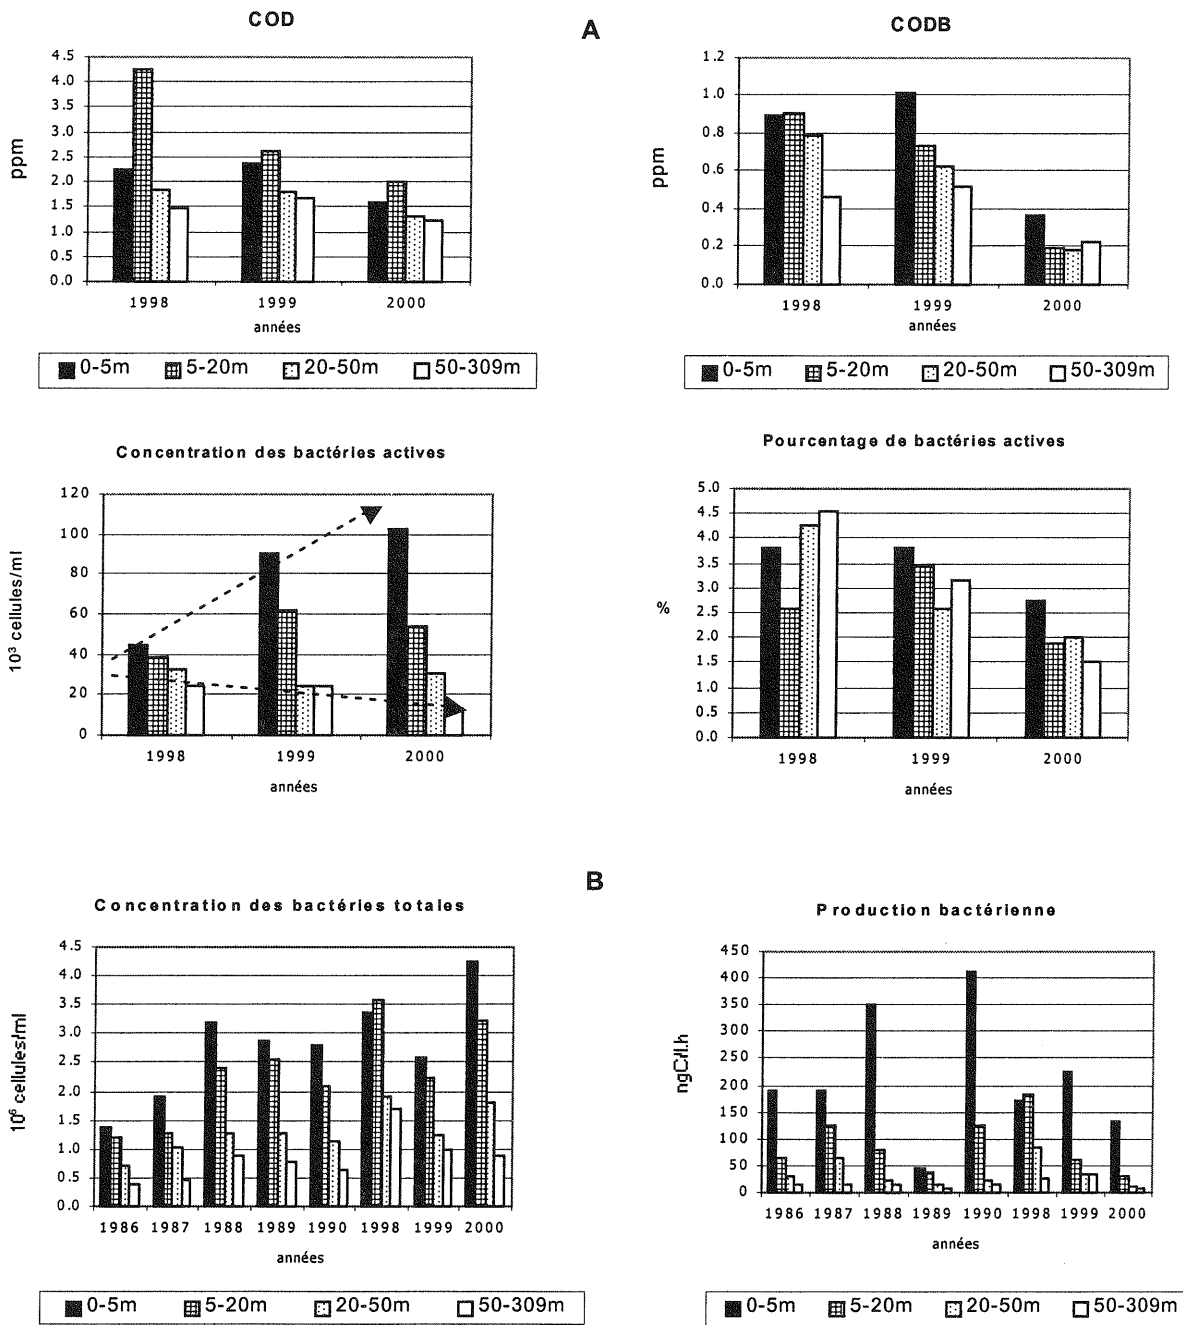 COD
A
CODB
4.5
4.0
3.5
3.0
2.5
2.0
1.5
1.0
0.5
0.0
ppm
1998 1999 2000
années
0-5m 5-20m 20-50m 50-309m
1.2
1.0
0.8
0.6
0.4
0.2
0.0
ppm
1998 1999 2000
années
0-5m 5-20m 20-50m 50-309m
Concentration des bactéries actives
120
100
80
60
40
20
0
10³ cellules/ml
1998 1999 2000
années
Pourcentage de bactéries actives
5.0
4.5
4.0
3.5
3.0
2.5
2.0
1.5
1.0
0.5
0.0
%
1998 1999 2000
années
B
Concentration des bactéries totales
4.5
4.0
3.5
3.0
2.5
2.0
1.5
1.0
0.5
0.0
10⁶ cellules/ml
1986 1987 1988 1989 1990 1998 1999 2000
années
0-5m 5-20m 20-50m 50-309m
Production bactérienne
450
400
350
300
250
200
150
100
50
0
ngC/l.h
1986 1987 1988 1989 1990 1998 1999 2000
années
0-5m 5-20m 20-50m 50-309m